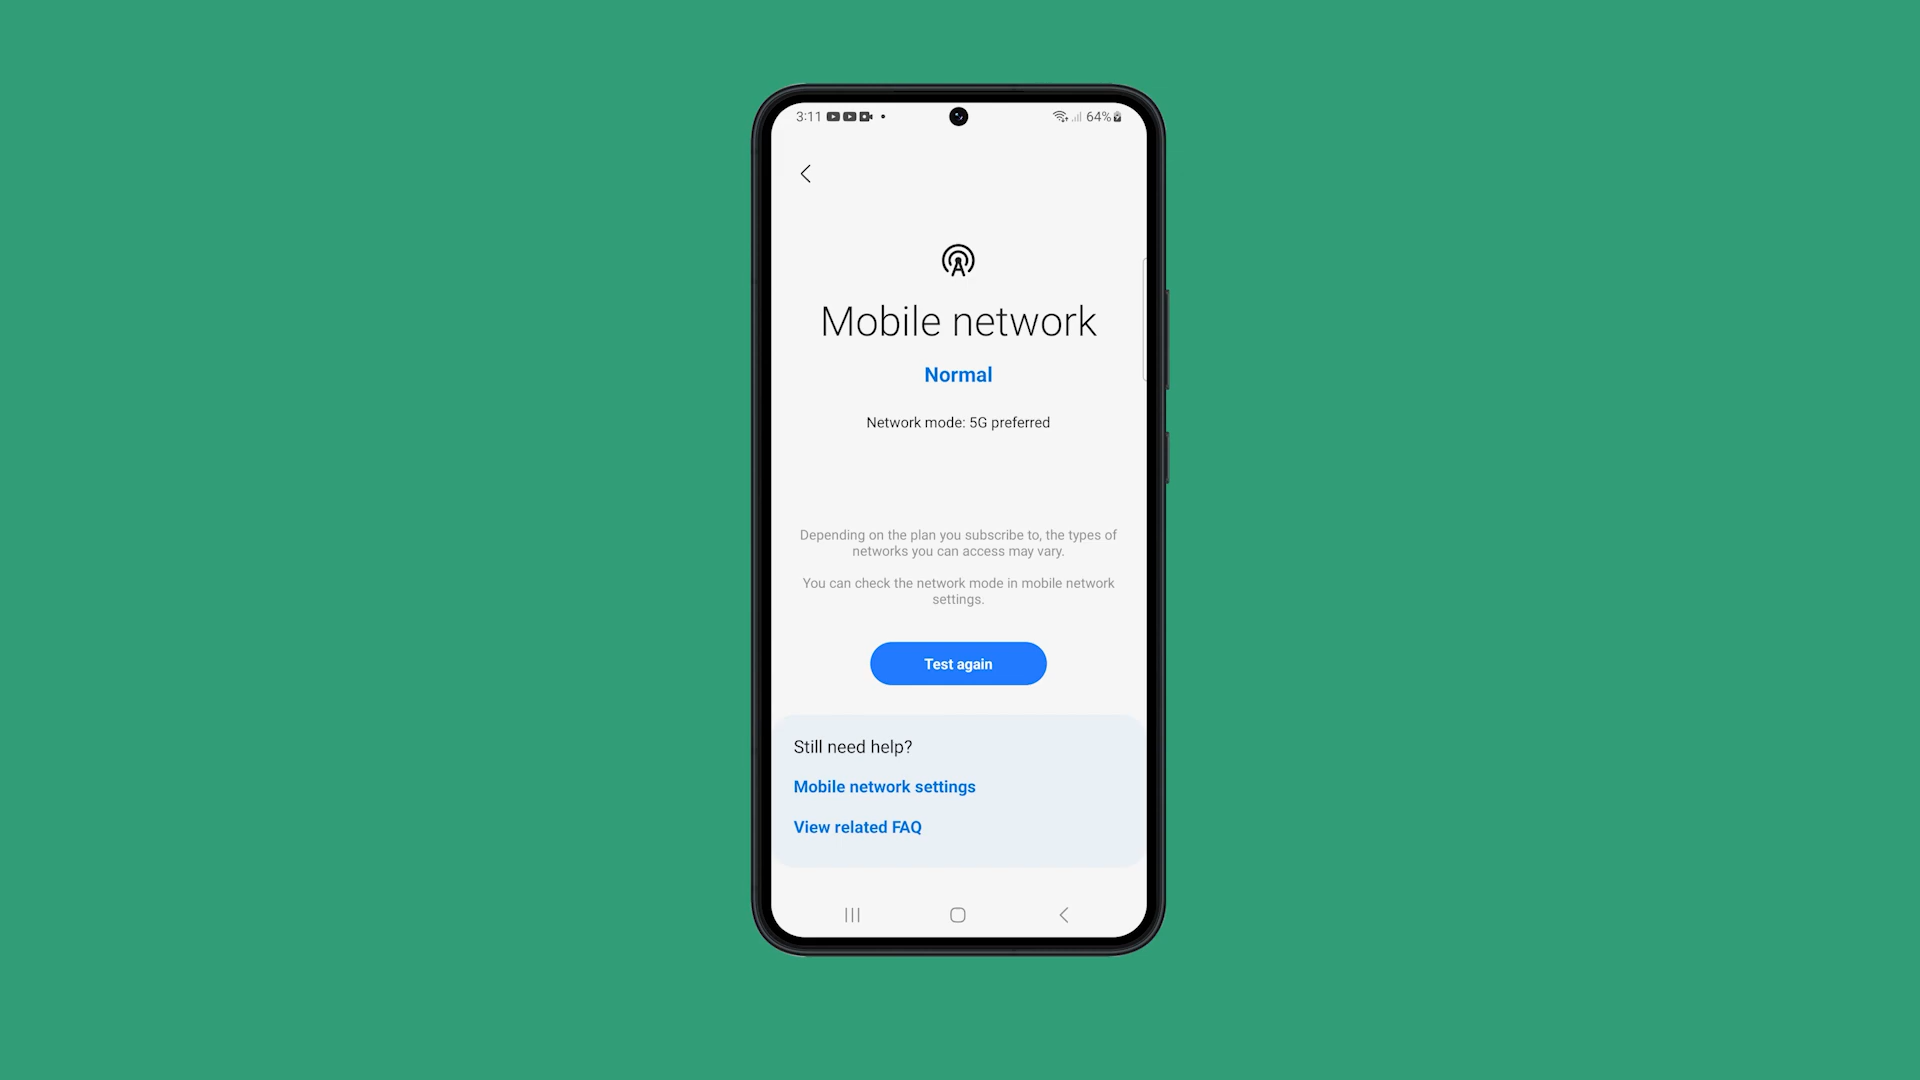 3:11
64%
Mobile network
Normal
Network mode: 5G preferred
Depending on the plan you subscribe to, the types of
networks you can access may vary.
You can check the network mode in mobile network
settings.
Test again
Still need help?
Mobile network settings
View related FAQ